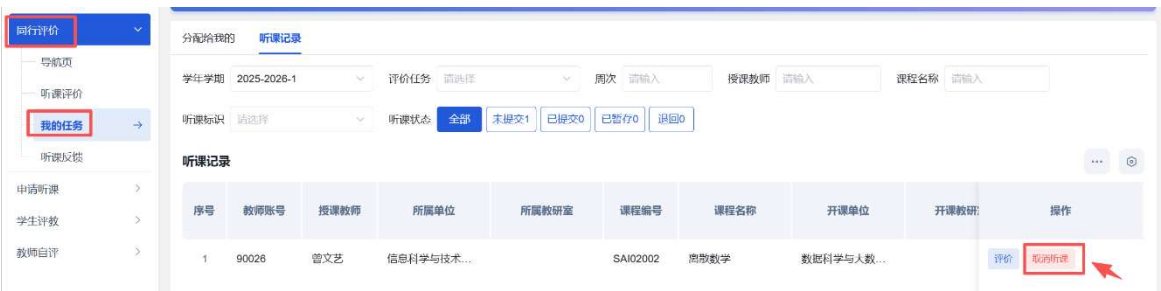 同行评价
导航页
听课评价
我的任务
听课反馈
申请听课
学生评教
教师自评
分配给我的 听课记录
学年学期 2025-2026-1 评价任务 请选择 周次 请输入 授课教师 请输入 课程名称 请输入
听课标识 请选择 听课状态 全部 未提交1 已提交0 已暂存0 退回0
听课记录
序号 教师账号 授课教师 所属单位 所属教研室 课程编号 课程名称 开课单位 开课教研 操作
1 90026 曾文艺 信息科学与技术... SAI02002 离散数学 数据科学与大数... 评价 取消听课